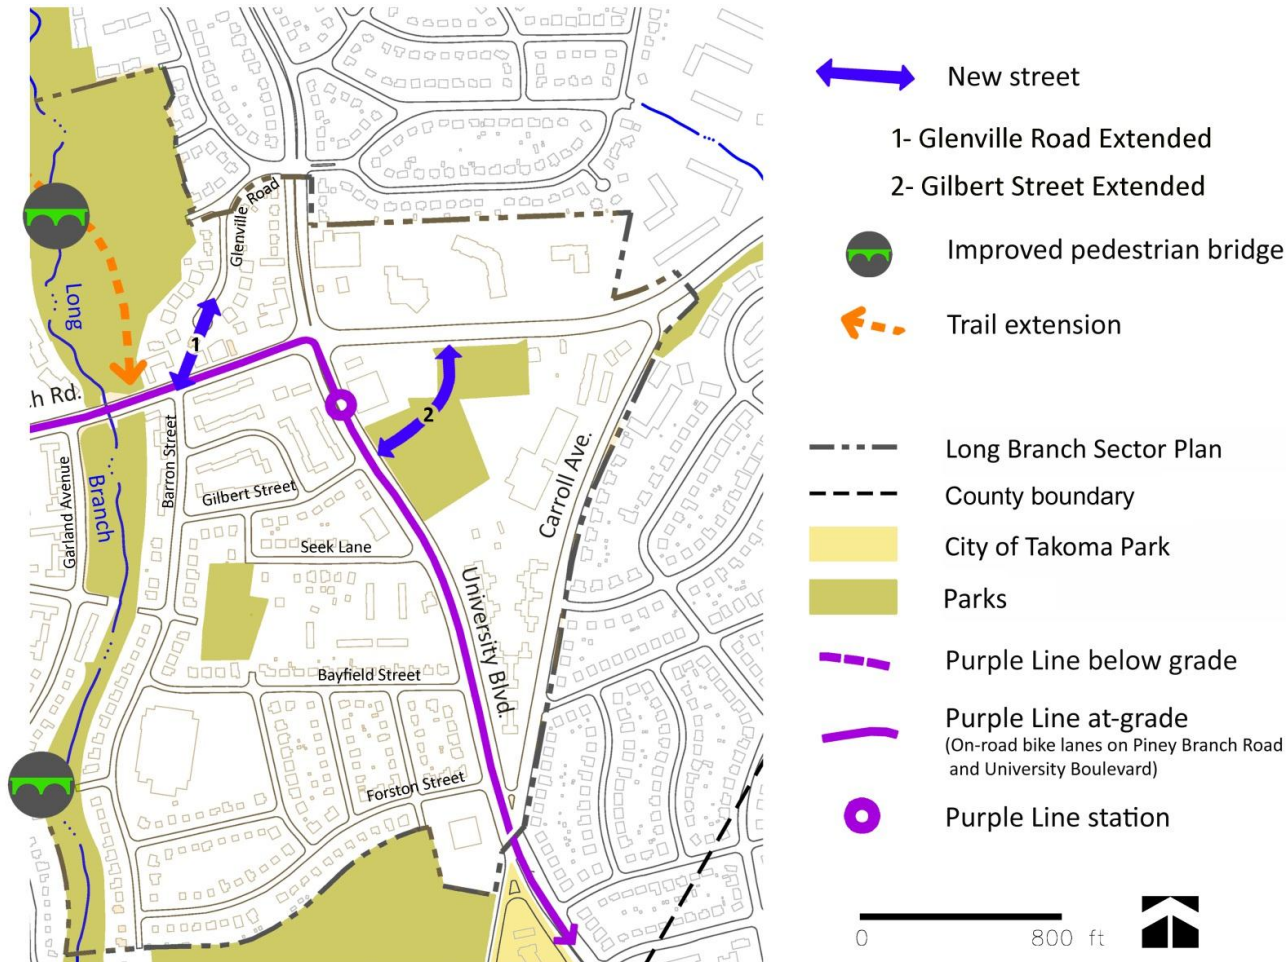 Glenville Road
1
2
Long
Branch
h Rd.
Garland Avenue
Barron Street
Gilbert Street
Seek Lane
Carroll Ave.
University Blvd.
Bayfield Street
Forston Street
New street
1- Glenville Road Extended
2- Gilbert Street Extended
Improved pedestrian bridge
Trail extension
Long Branch Sector Plan
County boundary
City of Takoma Park
Parks
Purple Line below grade
Purple Line at-grade
(On-road bike lanes on Piney Branch Road
and University Boulevard)
Purple Line station
0 800 ft